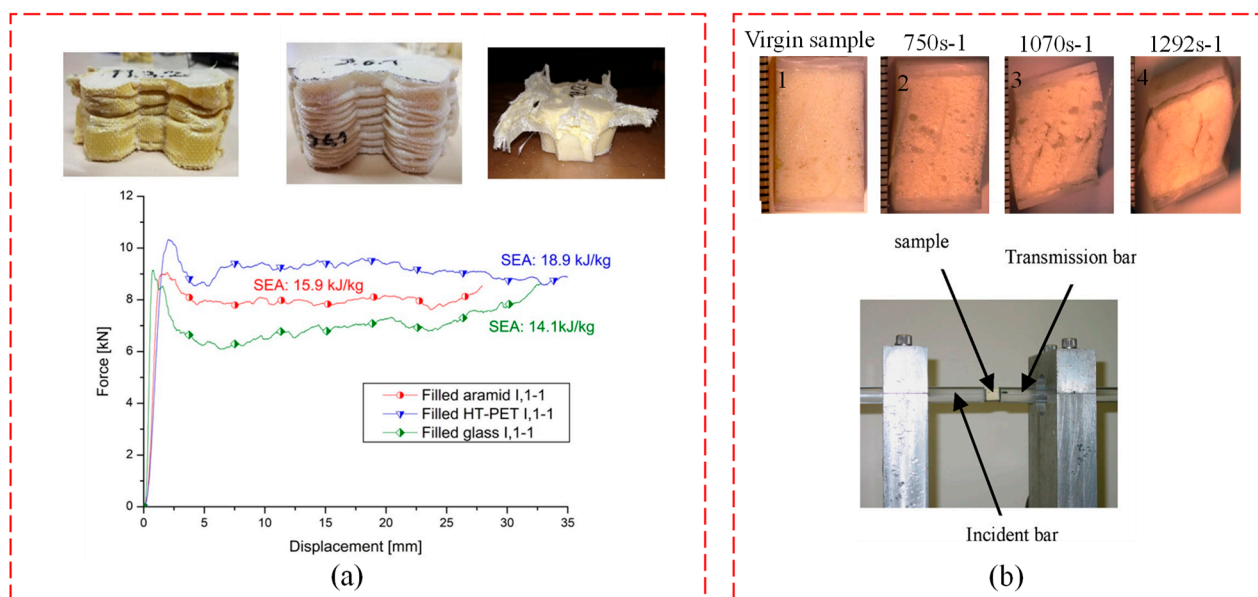 Virgin sample 750s-1 1070s-1 1292s-1
1 2 3 4
36.1
12
10
8
6
4
2
0
Force [kN]
SEA: 18.9 kJ/kg
SEA: 15.9 kJ/kg
SEA: 14.1kJ/kg
Filled aramid I,1-1
Filled HT-PET I,1-1
Filled glass I,1-1
0 5 10 15 20 25 30 35
Displacement [mm]
(a)
sample
Transmission bar
Incident bar
(b)